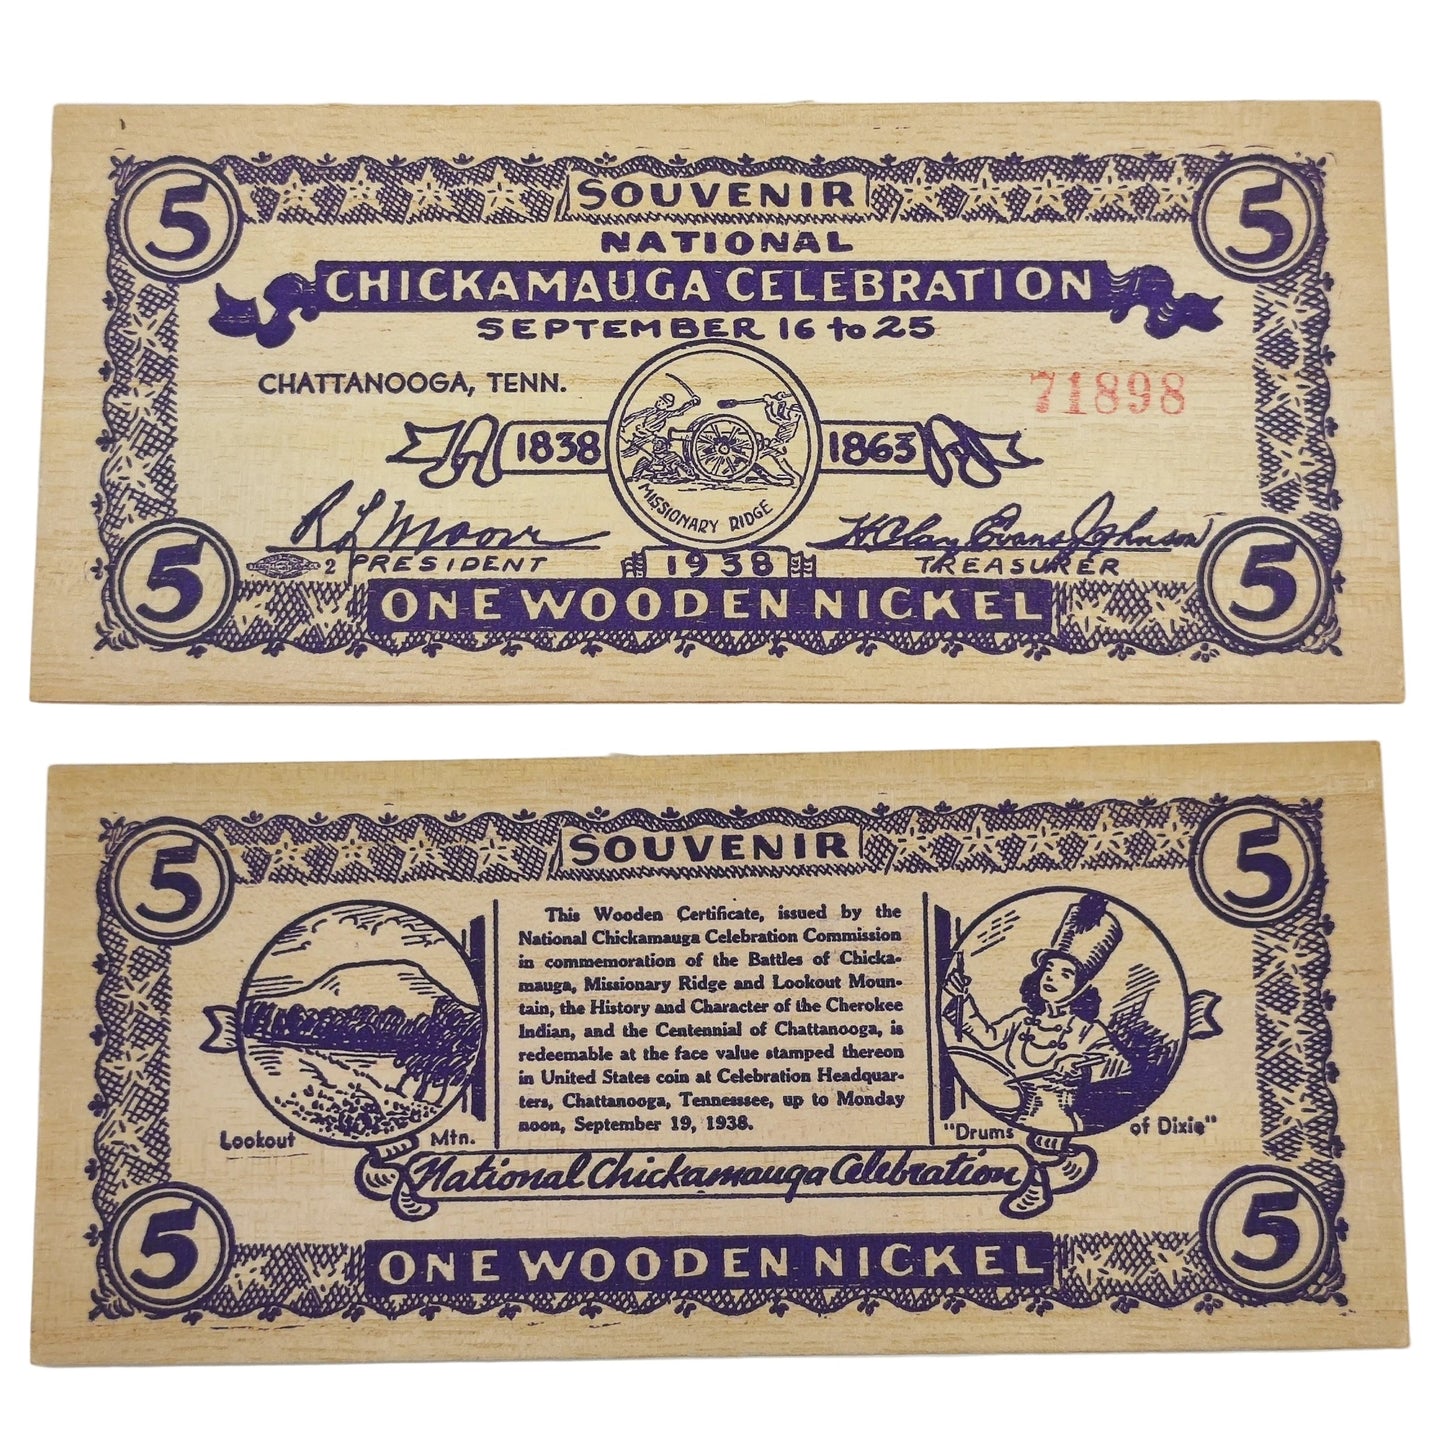 5 SOUVENIR 5
NATIONAL
CHICKAMAUGA CELEBRATION
SEPTEMBER 16 to 25
CHATTANOOGA, TENN.
71898
1838 1863
MISSIONARY RIDGE
R L Moore H Clay Evans Johnson
2 PRESIDENT 1938 TREASURER
5 ONE WOODEN NICKEL 5
5 SOUVENIR 5
This Wooden Certificate, issued by the
National Chickamauga Celebration Commission
in commemoration of the Battles of Chicka-
mauga, Missionary Ridge and Lookout Moun-
tain, the History and Character of the Cherokee
Indian, and the Centennial of Chattanooga, is
redeemable at the face value stamped thereon
in United States coin at Celebration Headquar-
ters, Chattanooga, Tennessee, up to Monday
noon, September 19, 1938.
Lookout Mtn.
"Drums of Dixie"
National Chickamauga Celebration
5 ONE WOODEN NICKEL 5